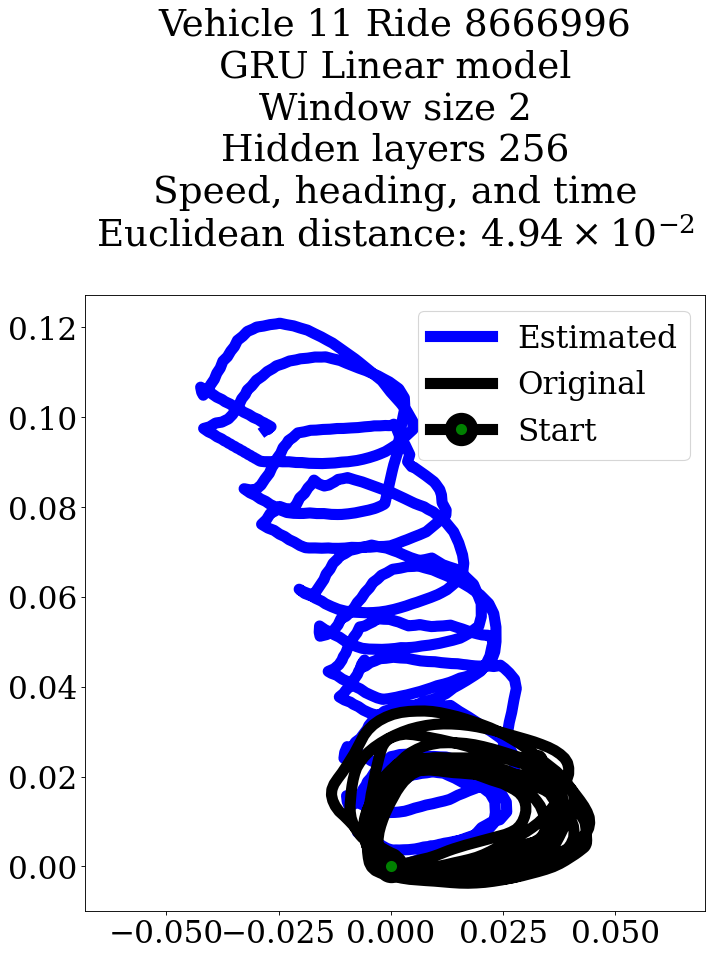 Vehicle 11 Ride 8666996
GRU Linear model
Window size 2
Hidden layers 256
Speed, heading, and time
Euclidean distance: 4.94 × 10⁻²
Estimated
Original
Start
0.12
0.10
0.08
0.06
0.04
0.02
0.00
−0.050 −0.025 0.000 0.025 0.050